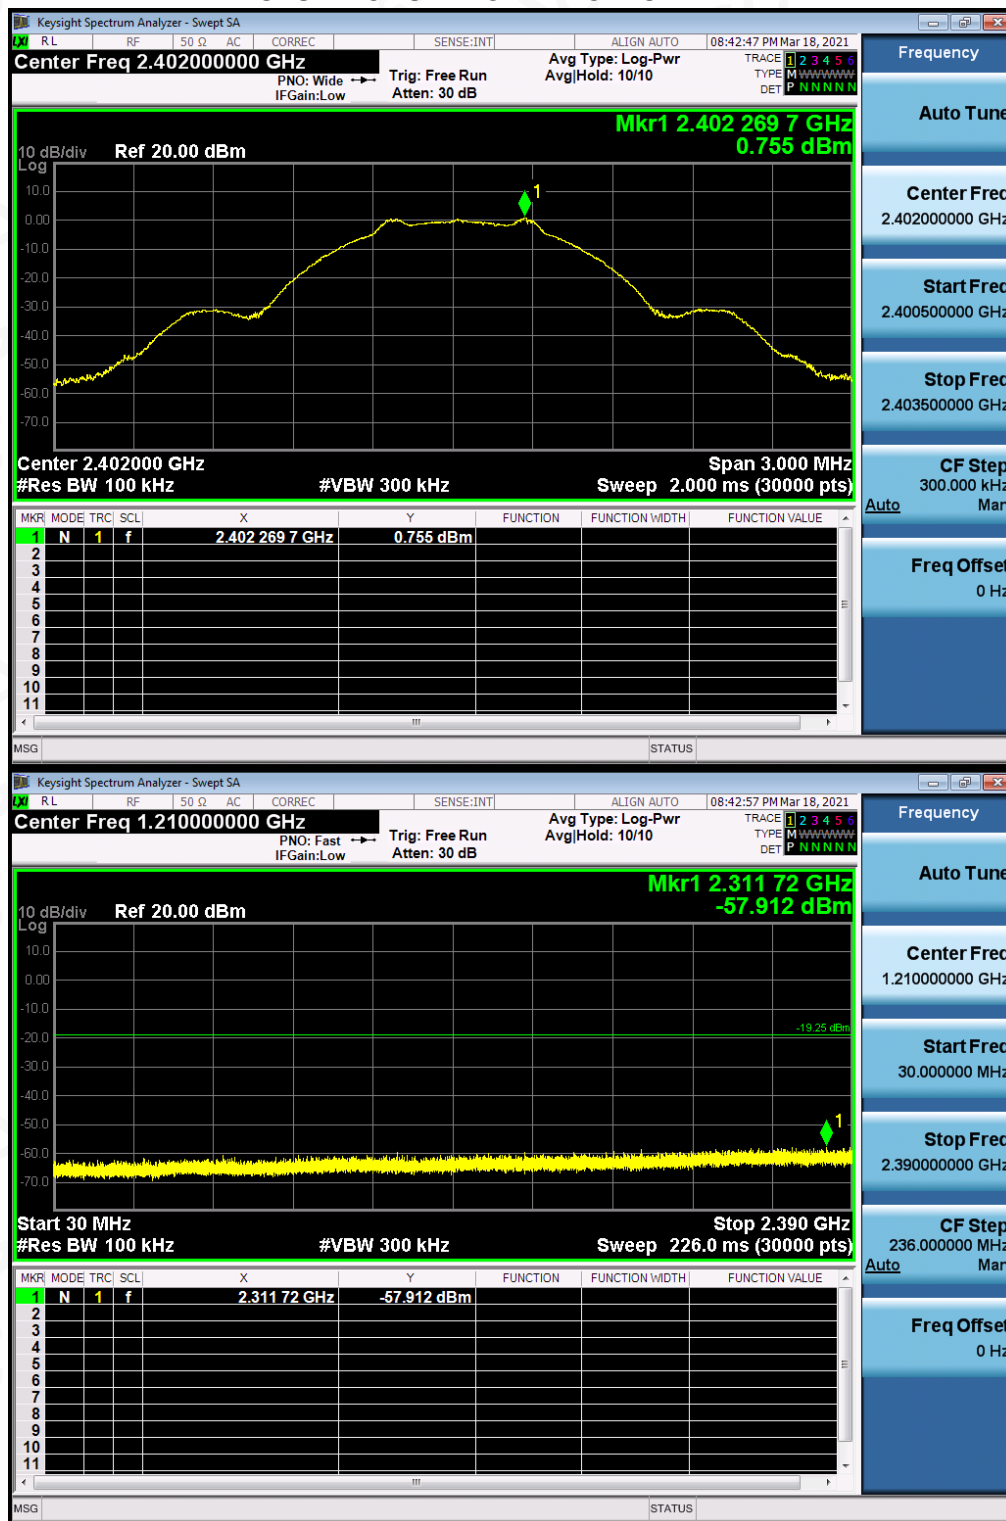 Keysight Spectrum Analyzer - Swept SA
LXI RL RF 50 Ω AC CORREC SENSE:INT ALIGN AUTO 08:42:47 PM Mar 18, 2021
Center Freq 2.402000000 GHz
PNO: Wide
IFGain:Low
Trig: Free Run
Atten: 30 dB
Avg Type: Log-Pwr
Avg|Hold: 10/10
TRACE 1 2 3 4 5 6
TYPE M WWWWW
DET P N N N N N
Mkr1 2.402 269 7 GHz
0.755 dBm
10 dB/div Ref 20.00 dBm
Log
10.0
0.00
-10.0
-20.0
-30.0
-40.0
-50.0
-60.0
-70.0
1
Center 2.402000 GHz Span 3.000 MHz
#Res BW 100 kHz #VBW 300 kHz Sweep 2.000 ms (30000 pts)
MKR MODE TRC SCL X Y FUNCTION FUNCTION WIDTH FUNCTION VALUE
1 N 1 f 2.402 269 7 GHz 0.755 dBm
2
3
4
5
6
7
8
9
10
11
MSG STATUS
Frequency
Auto Tune
Center Freq
2.402000000 GHz
Start Freq
2.400500000 GHz
Stop Freq
2.403500000 GHz
CF Step
300.000 kHz
Auto Man
Freq Offset
0 Hz
Keysight Spectrum Analyzer - Swept SA
LXI RL RF 50 Ω AC CORREC SENSE:INT ALIGN AUTO 08:42:57 PM Mar 18, 2021
Center Freq 1.210000000 GHz
PNO: Fast
IFGain:Low
Trig: Free Run
Atten: 30 dB
Avg Type: Log-Pwr
Avg|Hold: 10/10
TRACE 1 2 3 4 5 6
TYPE M WWWWW
DET P N N N N N
Mkr1 2.311 72 GHz
-57.912 dBm
10 dB/div Ref 20.00 dBm
Log
10.0
0.00
-10.0
-20.0
-30.0
-40.0
-50.0
-60.0
-70.0
-19.25 dBm
1
Start 30 MHz Stop 2.390 GHz
#Res BW 100 kHz #VBW 300 kHz Sweep 226.0 ms (30000 pts)
MKR MODE TRC SCL X Y FUNCTION FUNCTION WIDTH FUNCTION VALUE
1 N 1 f 2.311 72 GHz -57.912 dBm
2
3
4
5
6
7
8
9
10
11
MSG STATUS
Frequency
Auto Tune
Center Freq
1.210000000 GHz
Start Freq
30.000000 MHz
Stop Freq
2.390000000 GHz
CF Step
236.000000 MHz
Auto Man
Freq Offset
0 Hz